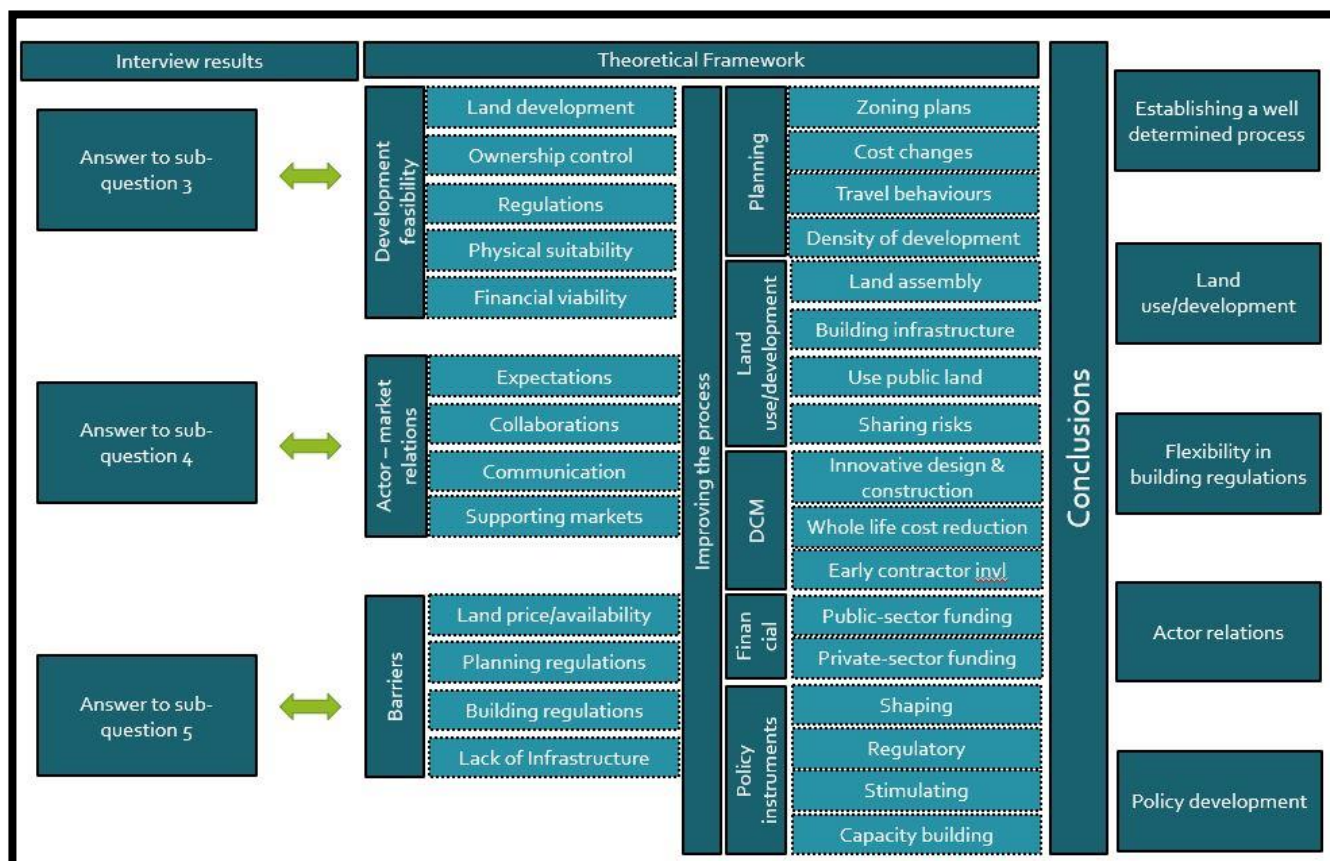 Interview results
Theoretical Framework
Answer to sub-
question 3
Development
feasibility
Land development
Ownership control
Regulations
Physical suitability
Financial viability
Answer to sub-
question 4
Actor – market
relations
Expectations
Collaborations
Communication
Supporting markets
Answer to sub-
question 5
Barriers
Land price/availability
Planning regulations
Building regulations
Lack of Infrastructure
Improving the process
Planning
Zoning plans
Cost changes
Travel behaviours
Density of development
Land
use/development
Land assembly
Building infrastructure
Use public land
Sharing risks
DCM
Innovative design &
construction
Whole life cost reduction
Early contractor invl
Finan
cial
Public-sector funding
Private-sector funding
Policy
instruments
Shaping
Regulatory
Stimulating
Capacity building
Conclusions
Establishing a well
determined process
Land
use/development
Flexibility in
building regulations
Actor relations
Policy development